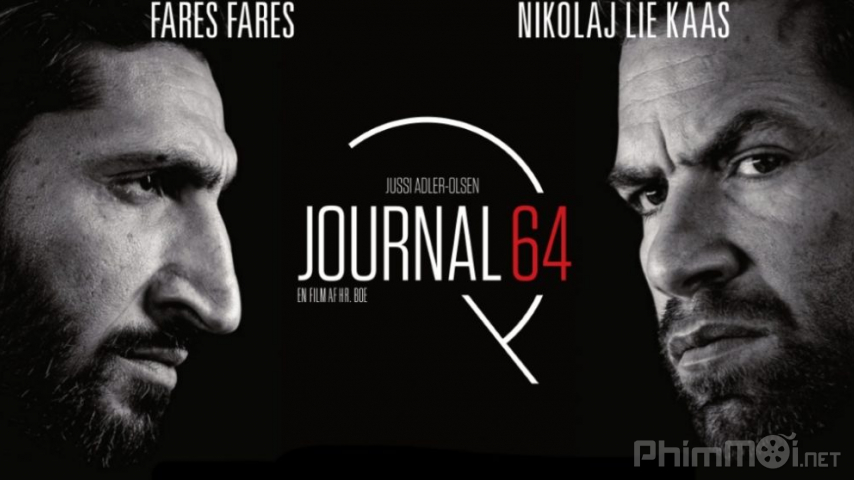 FARES FARES
NIKOLAJ LIE KAAS
JUSSI ADLER-OLSEN
JOURNAL 64
EN FILM AF HR. BOE
PHIMMOI.NET